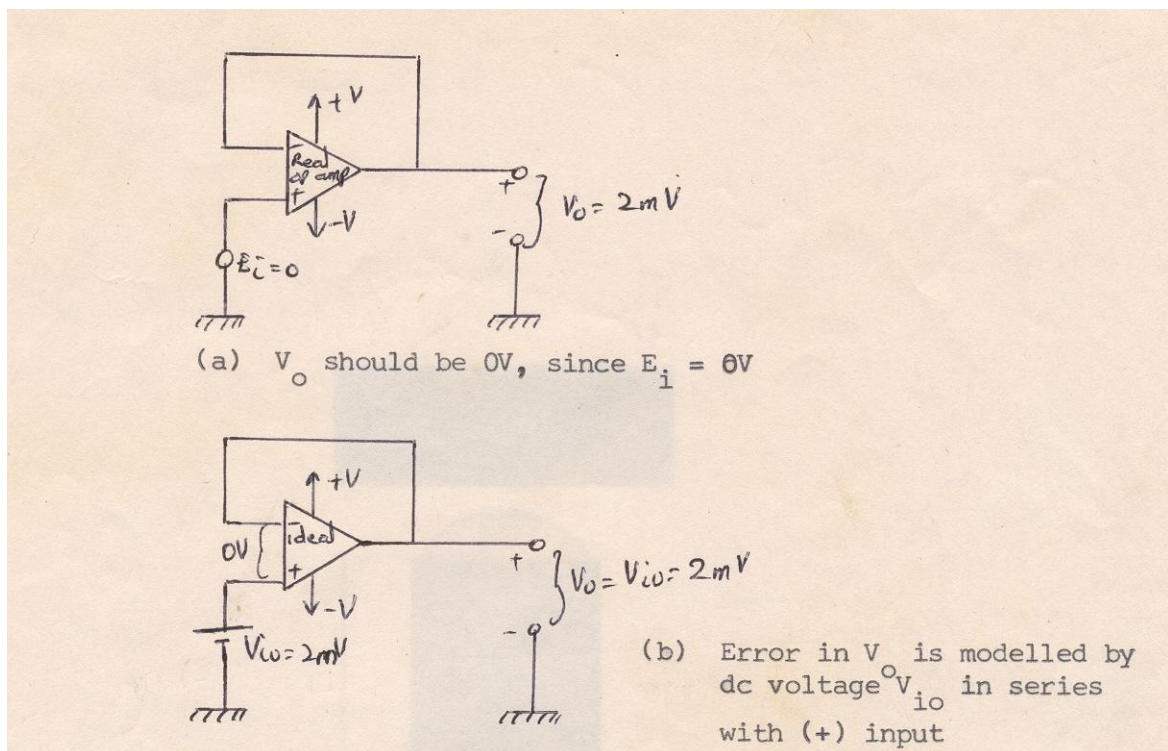 +V
-
Real
op amp
+
-V
Ei = 0
+
-
Vo = 2mV
(a) Vo should be 0V, since Ei = 0V
+V
-
ideal
0V
+
-V
+
-
Vo = Vio = 2mV
Vio = 2mV
(b) Error in Vo is modelled by
dc voltage Vio in series
with (+) input